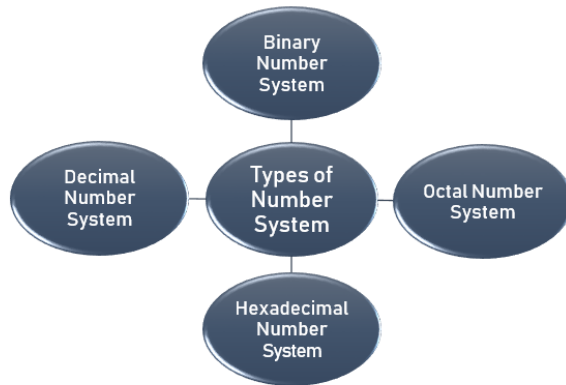 Binary
Number
System
Decimal
Number
System
Types of
Number
System
Octal Number
System
Hexadecimal
Number
System